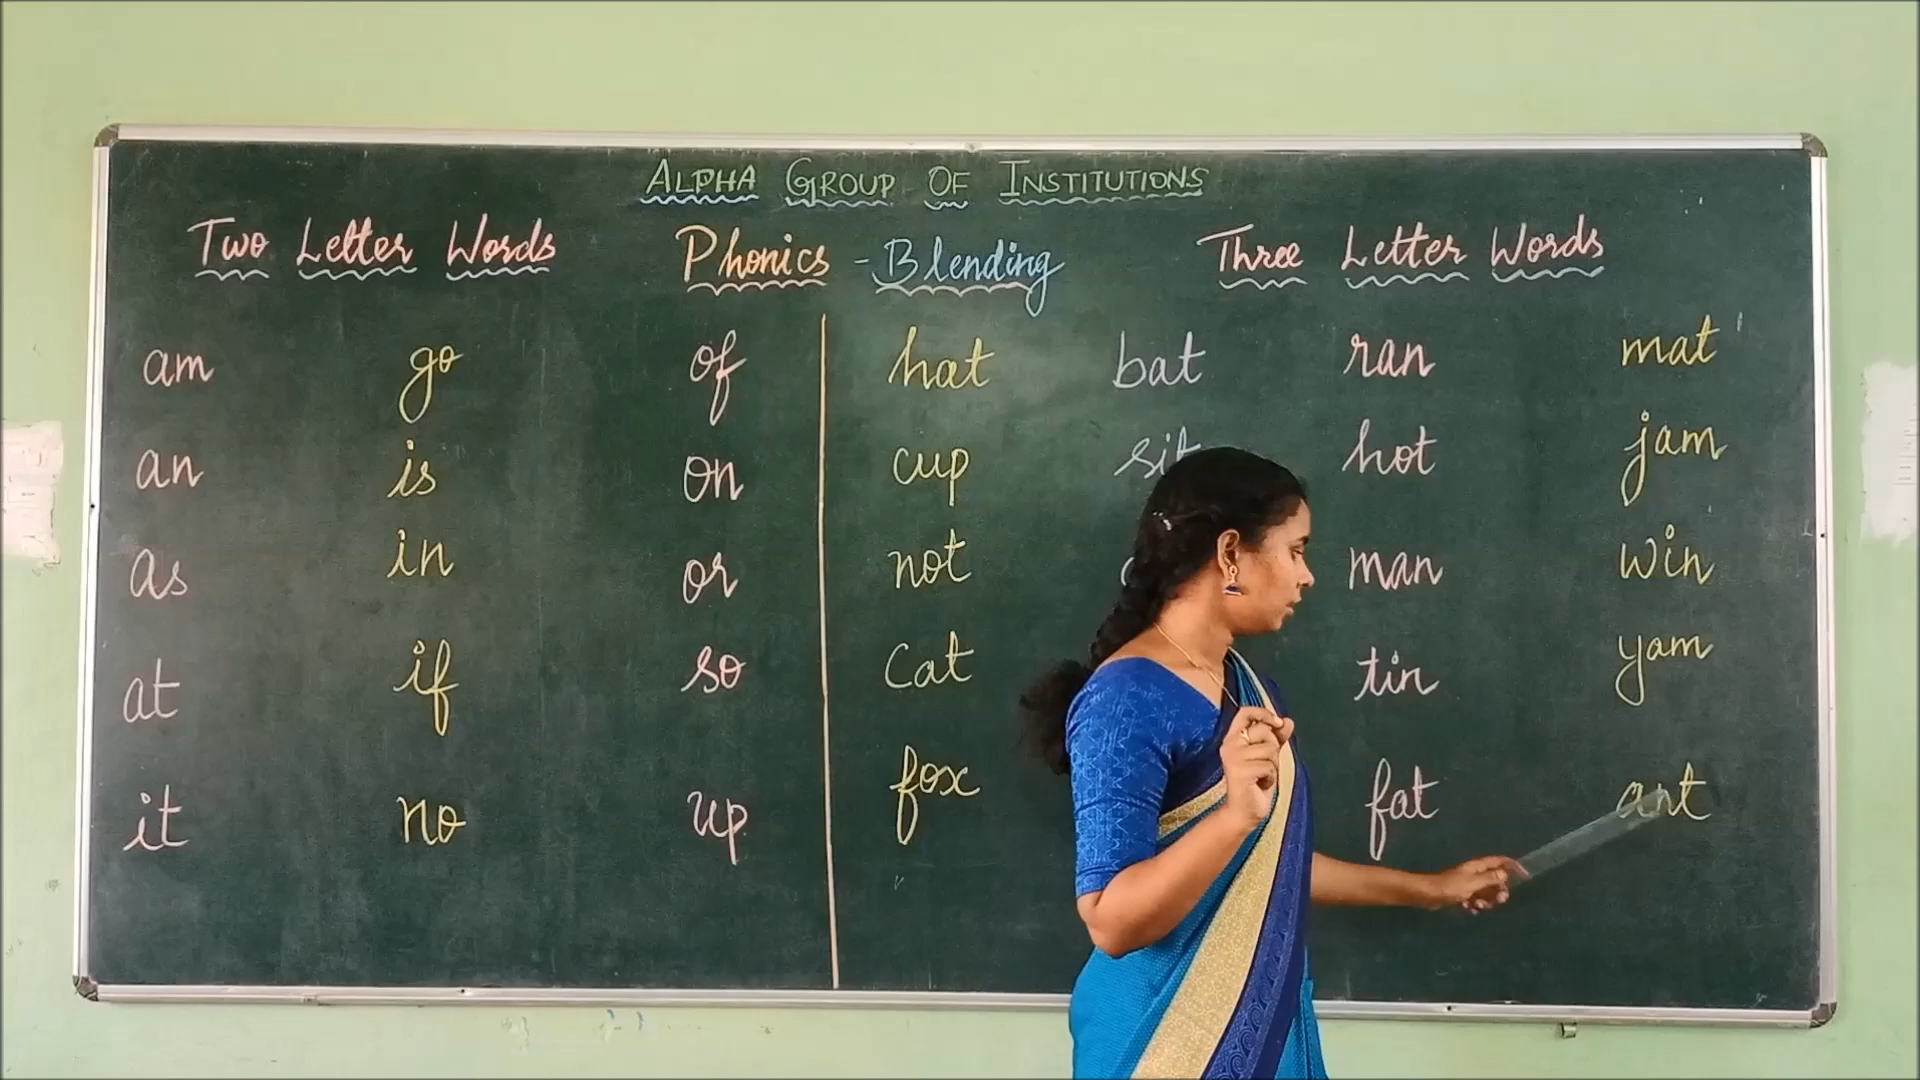 ALPHA GROUP OF INSTITUTIONS
Two Letter Words Phonics - Blending Three Letter Words
am go of hat bat ran mat
an is on cup sit hot jam
as in or not man win
at if so cat tin yam
it no up fox fat ant